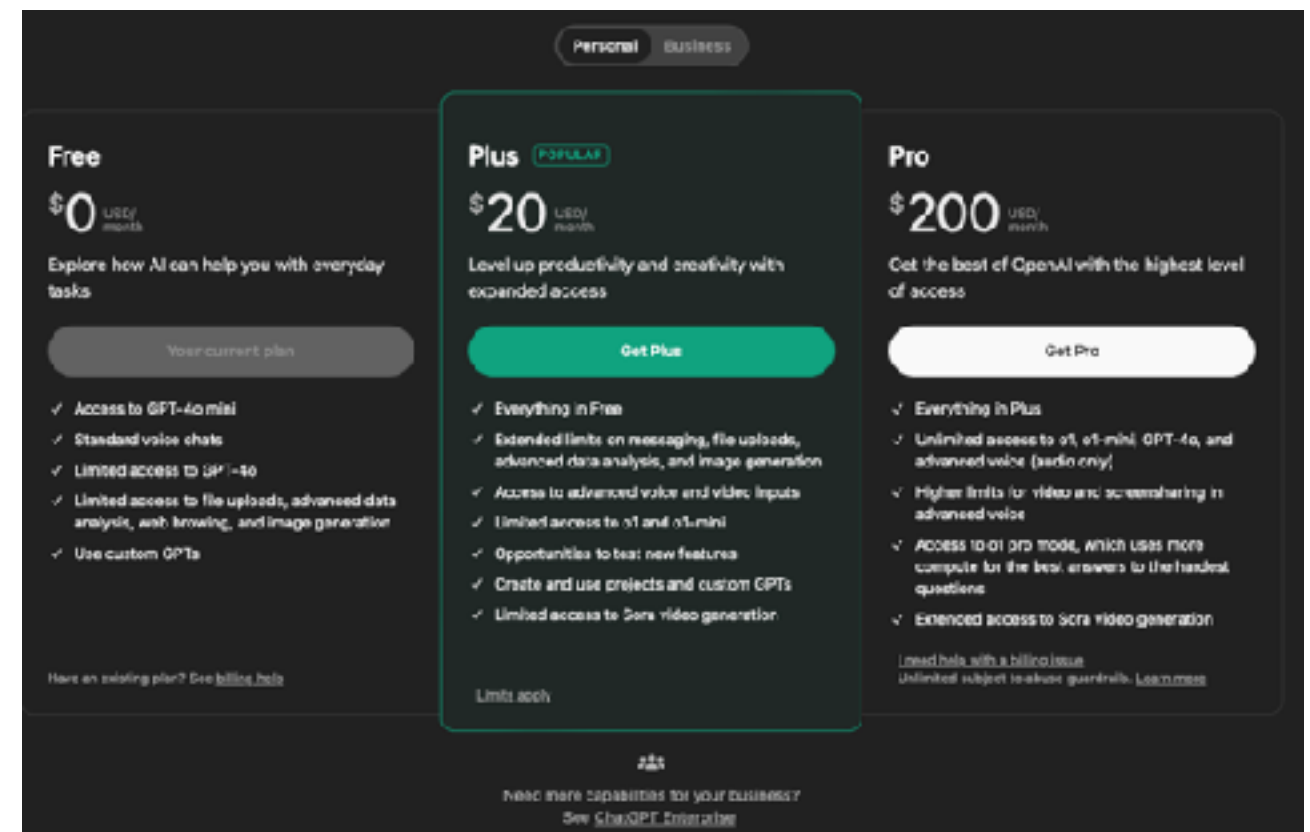 Personal Business
Free
$0 USD/
month
Explore how AI can help you with everyday
tasks
Your current plan
✓ Access to GPT-4o mini
✓ Standard voice chats
✓ Limited access to GPT-4o
✓ Limited access to file uploads, advanced data
analysis, web browing, and image generation
✓ Use custom GPTs
Have an existing plan? See billing help
Plus POPULAR
$20 USD/
month
Level up productivity and creativity with
expanded access
Get Plus
✓ Everything in Free
✓ Extended limits on messaging, file uploads,
advanced data analysis, and image generation
✓ Access to advanced voice and video inputs
✓ Limited access to o1 and o1-mini
✓ Opportunities to test new features
✓ Create and use projects and custom GPTs
✓ Limited access to Sora video generation
Limits apply
Pro
$200 USD/
month
Get the best of OpenAI with the highest level
of access
Get Pro
✓ Everything in Plus
✓ Unlimited access to o1, o1-mini, GPT-4o, and
advanced voice (audio only)
✓ Higher limits for video and screensharing in
advanced voice
✓ Access to o1 pro mode, which uses more
compute for the best answers to the hardest
questions
✓ Extended access to Sora video generation
I need help with a billing issue
Unlimited subject to abuse guardrails. Learn more
Need more capabilities for your business?
See ChatGPT Enterprise